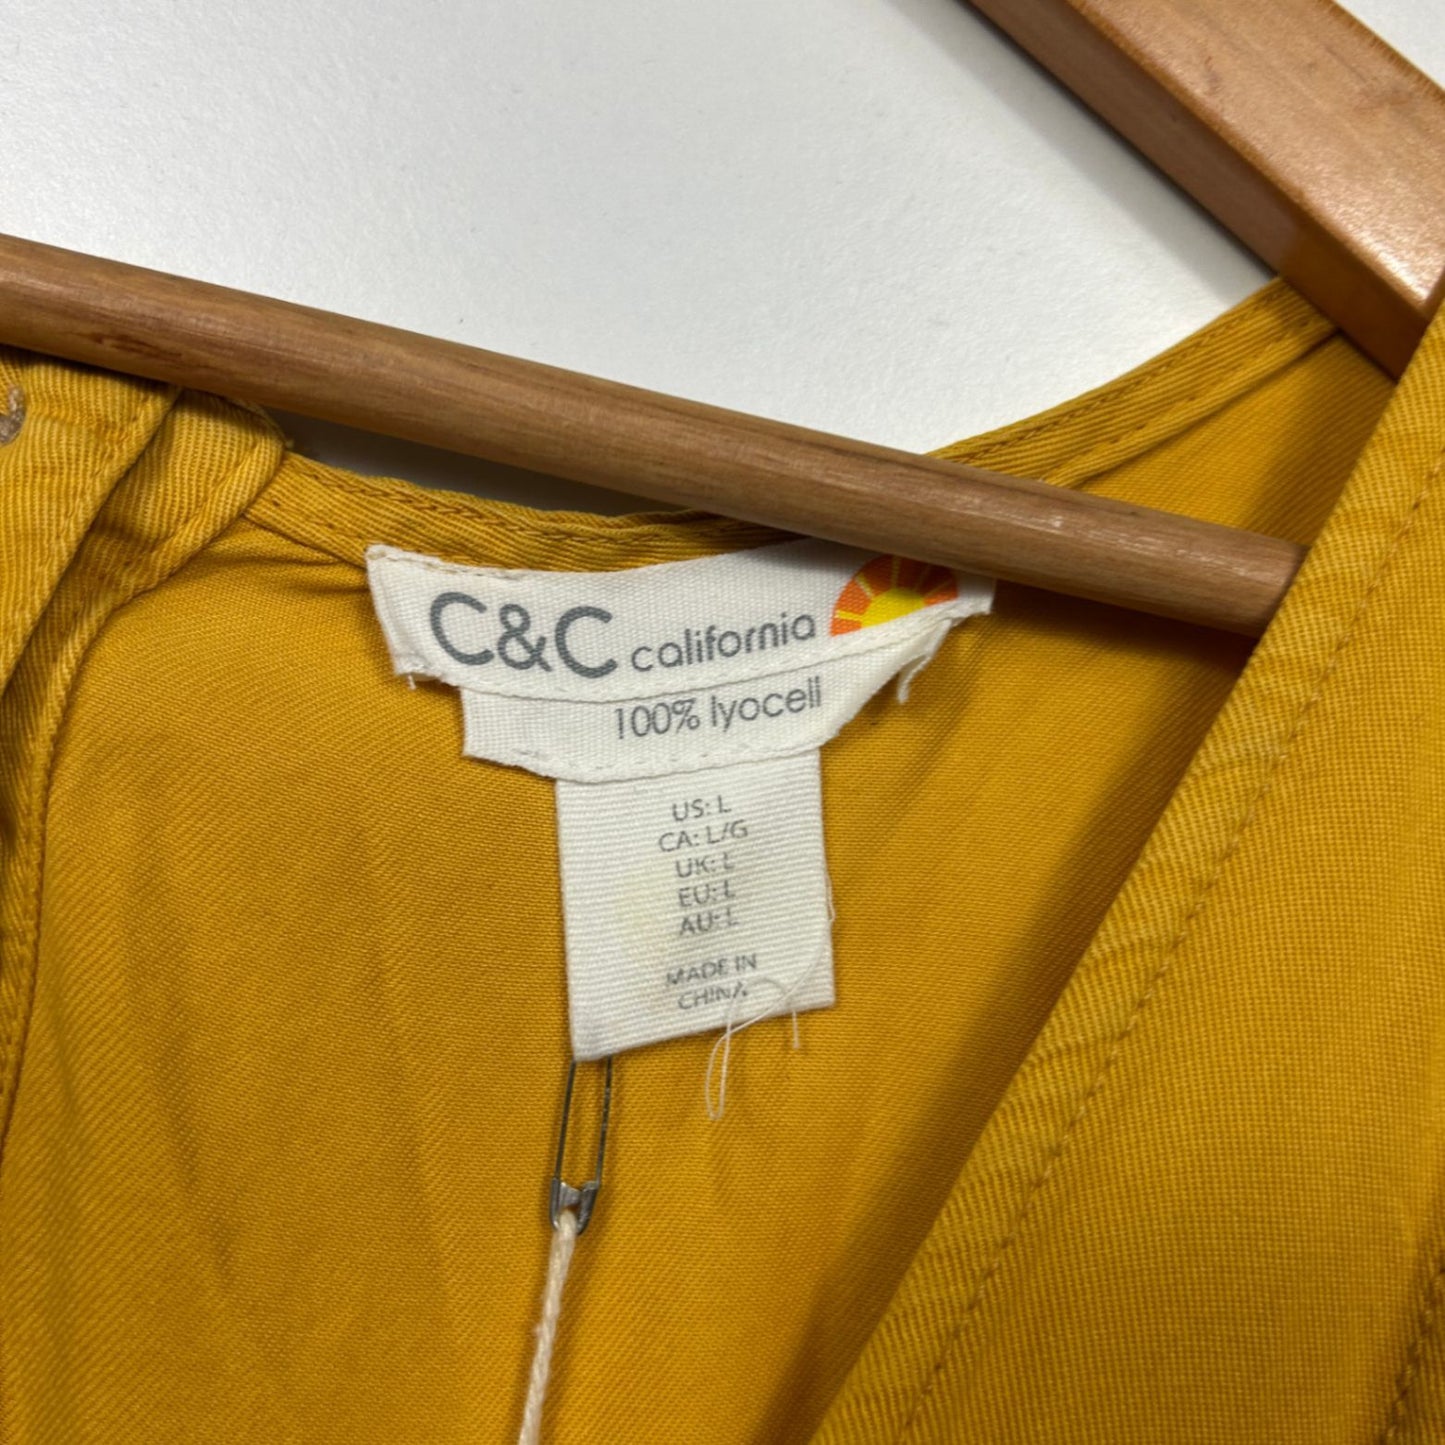 C&C california
100% lyocell
US: L
CA: L/G
UK: L
EU: L
AU: L
MADE IN
CHINA